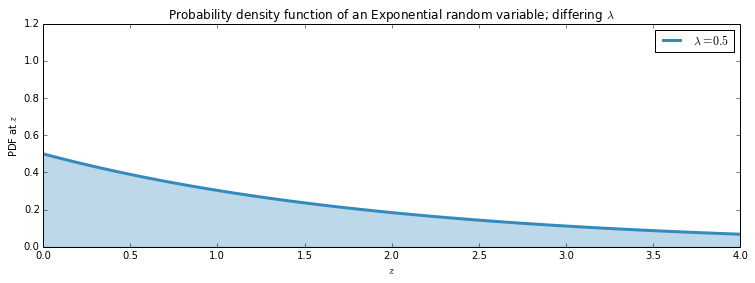 Probability density function of an Exponential random variable; differing λ
λ=0.5
PDF at z
1.2
1.0
0.8
0.6
0.4
0.2
0.0
0.0 0.5 1.0 1.5 2.0 2.5 3.0 3.5 4.0
z